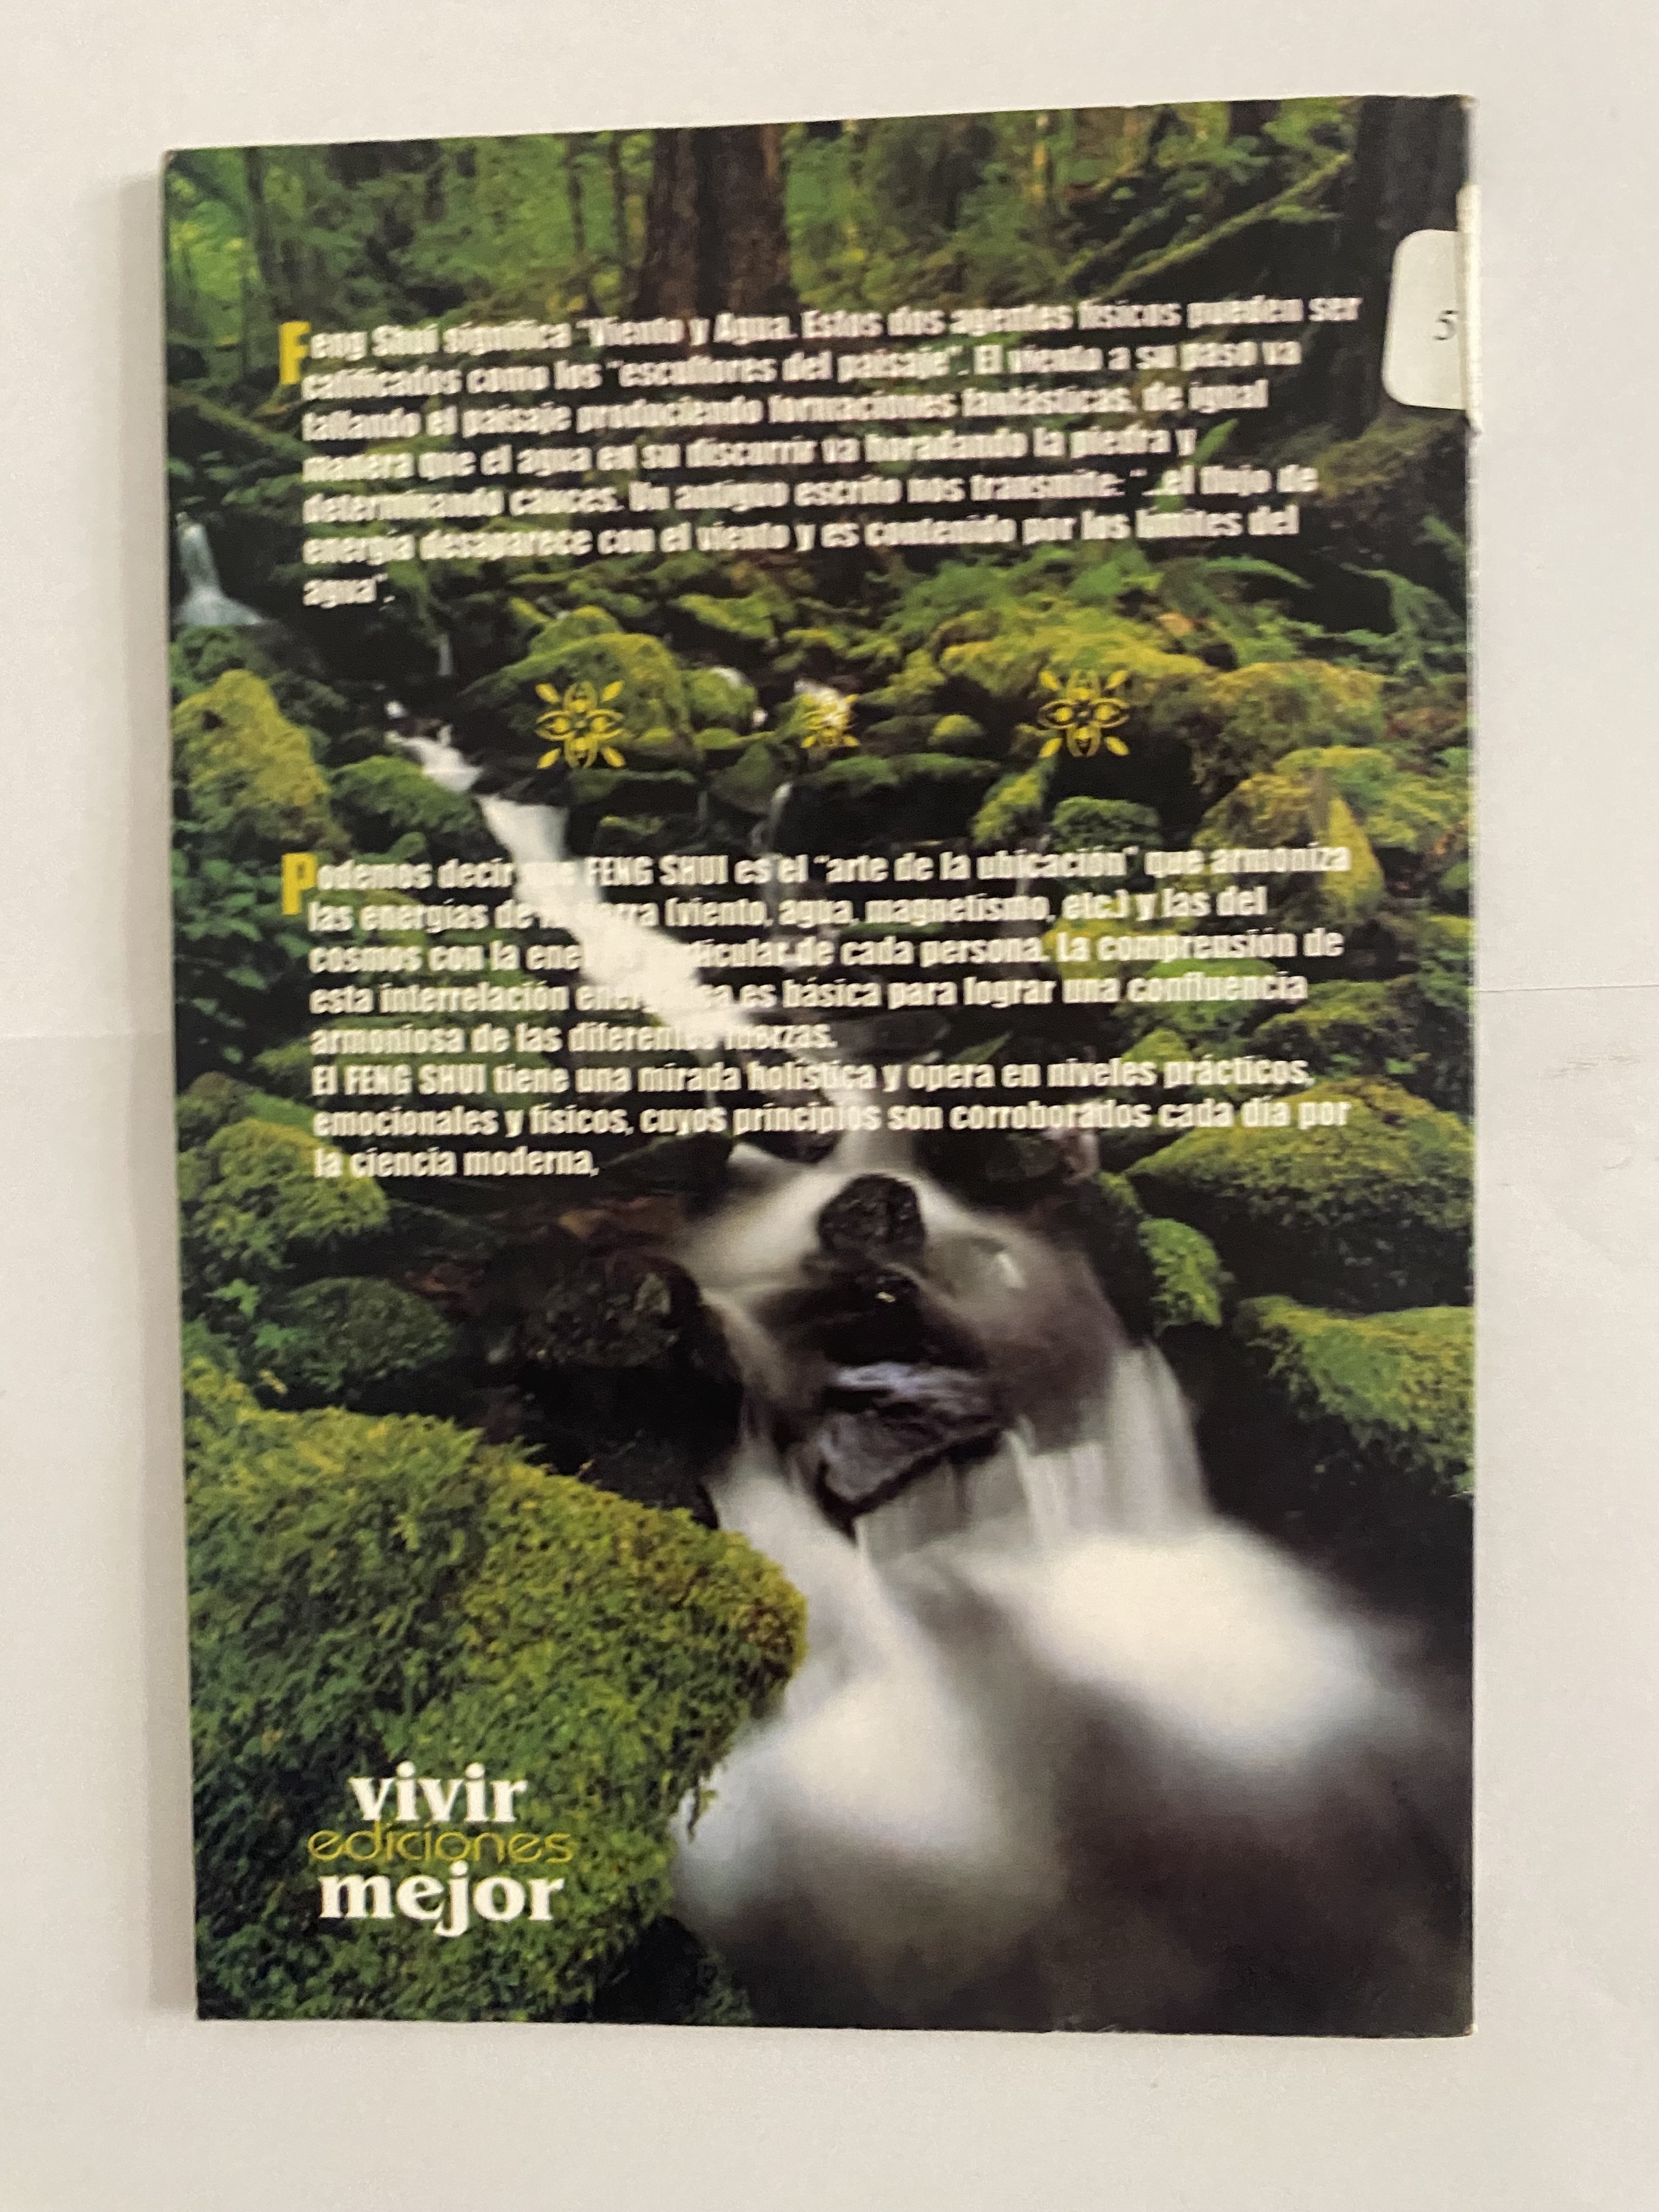 Feng Shui significa "Viento y Agua. Estos dos agentes físicos pueden ser
calificados como los "escultores del paisaje". El viento a su paso va
tallando el paisaje produciendo formaciones fantásticas, de igual
madera que el agua en su discurrir va horadando la piedra y
determinando cauces. Un antiguo escrito nos transmite: "...el flujo de
energía desaparece con el viento y es contenido por los límites del
agua".
Podemos decir que FENG SHUI es el "arte de la ubicación" que armoniza
las energías de la tierra (viento, agua, magnetismo, etc.) y las del
cosmos con la energía particular de cada persona. La comprensión de
esta interrelación energética es básica para lograr una confluencia
armoniosa de las diferentes fuerzas.
El FENG SHUI tiene una mirada holística y opera en niveles prácticos,
emocionales y físicos, cuyos principios son corroborados cada día por
la ciencia moderna,
vivir
ediciones
mejor
5